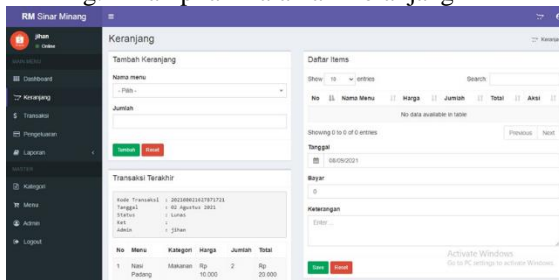 RM Sinar Minang
jihan
Online
MAIN MENU
Dashboard
Keranjang
Transaksi
Pengeluaran
Laporan
MASTER
Kategori
Menu
Admin
Logout
Keranjang
Tambah Keranjang
Nama menu
- Pilih -
Jumlah
Tambah Reset
Transaksi Terakhir
Tanggal : 02 Agustus 2021
Status : Lunas
Ket :
Admin : jihan
No Menu Kategori Harga Jumlah Total
1 Nasi Padang Makanan Rp 10.000 2 Rp 20.000
Daftar Items
Show 10 entries Search
No Nama Menu Harga Jumlah Total Aksi
No data available in table
Showing 0 to 0 of 0 entries
Previous Next
Tanggal
08/09/2021
Bayar
0
Keterangan
Enter ...
Save Reset
Activate Windows
Go to PC settings to activate Windows.